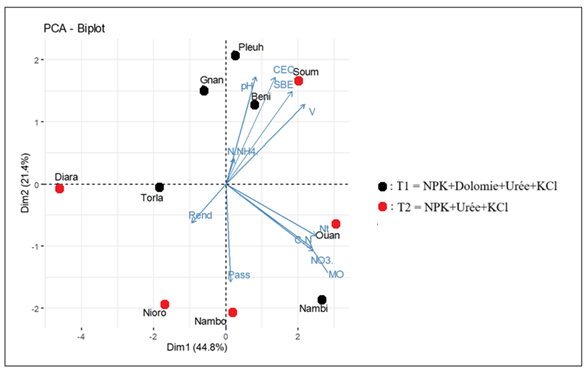 PCA - Biplot
Pleuh
CEC
Soum
Gnan
pH
SBE
Beni
V
N.NH4.
Diara
Torla
Rend
Nt
Ouan
C.N
NO3.
Pass
MO
Nioro
Nambo
Nambi
2
1
0
-1
-2
Dim2 (21.4%)
-4
-2
0
2
Dim1 (44.8%)
: T1 = NPK+Dolomie+Urée+KCl
: T2 = NPK+Urée+KCl